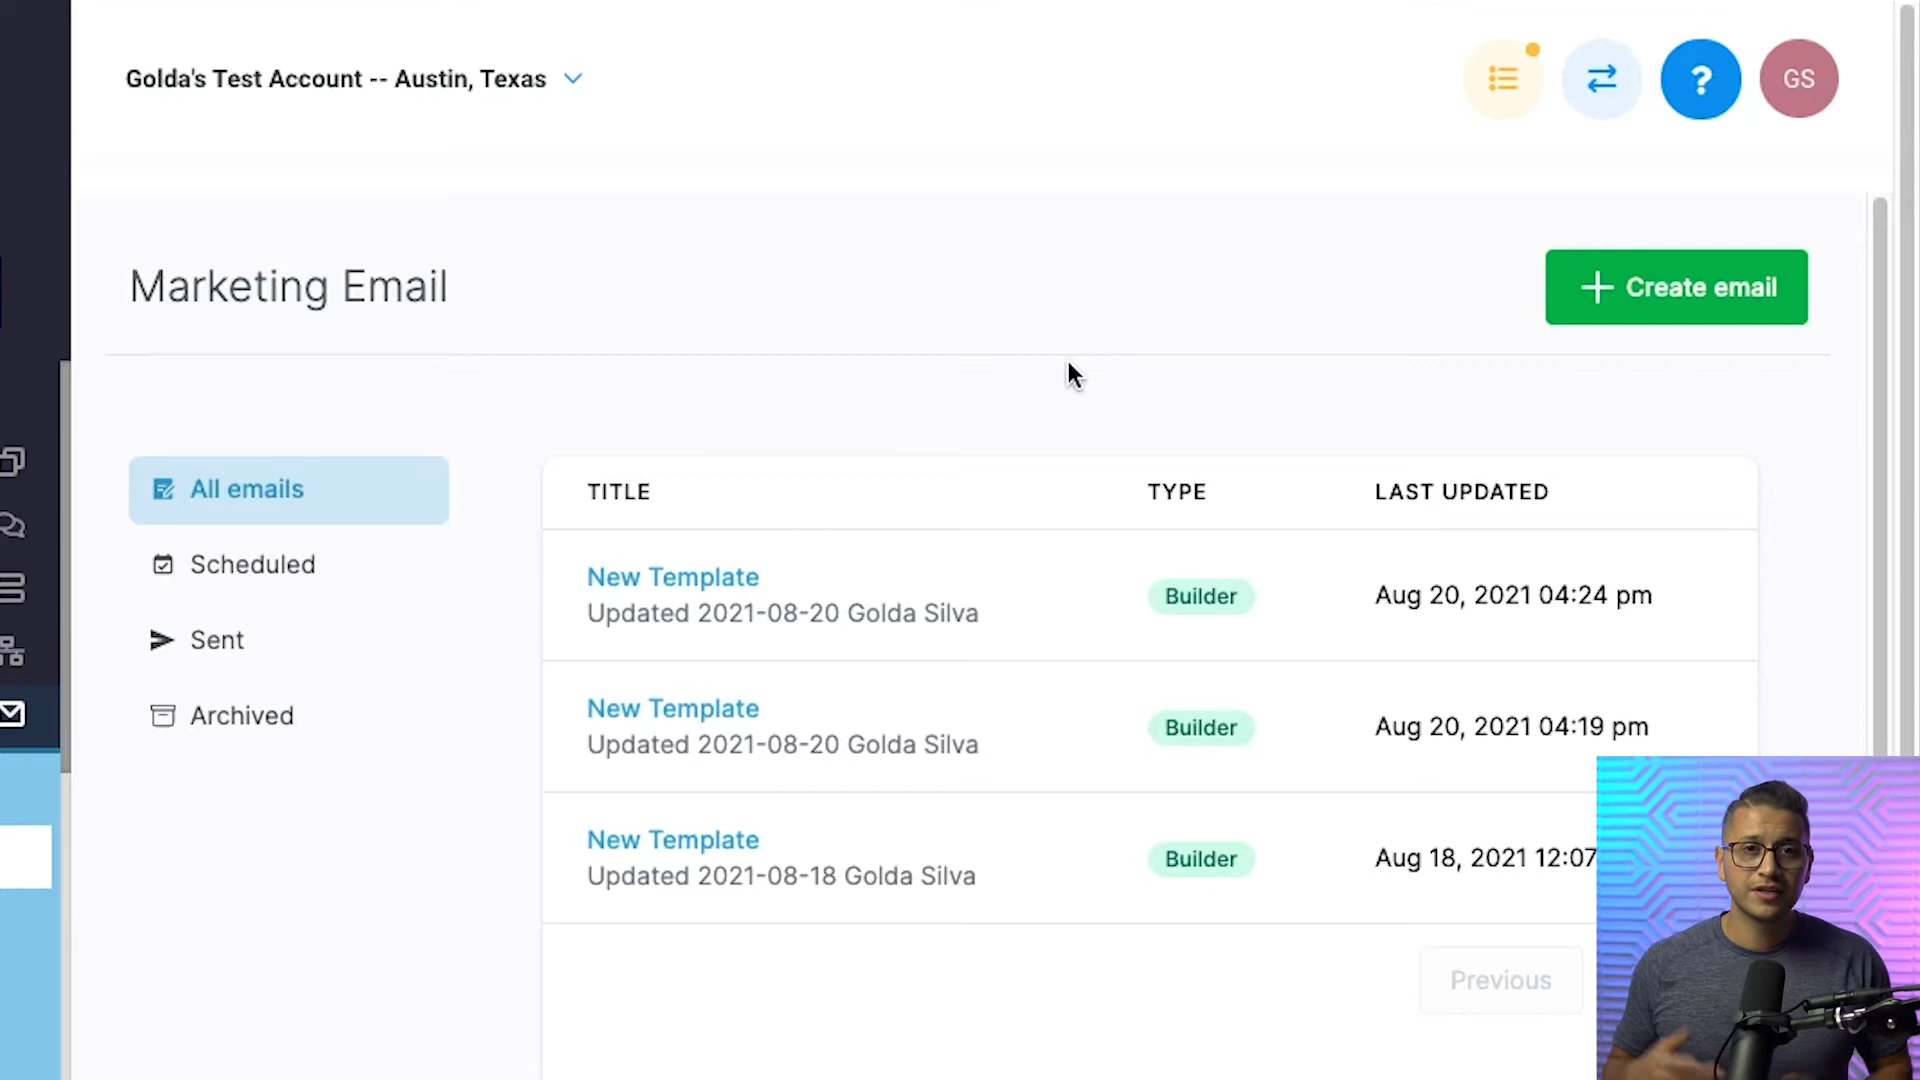 Golda's Test Account -- Austin, Texas
?
GS
Marketing Email
+ Create email
All emails
Scheduled
Sent
Archived
TITLE TYPE LAST UPDATED
New Template
Updated 2021-08-20 Golda Silva
Builder
Aug 20, 2021 04:24 pm
New Template
Updated 2021-08-20 Golda Silva
Builder
Aug 20, 2021 04:19 pm
New Template
Updated 2021-08-18 Golda Silva
Builder
Aug 18, 2021 12:07
Previous